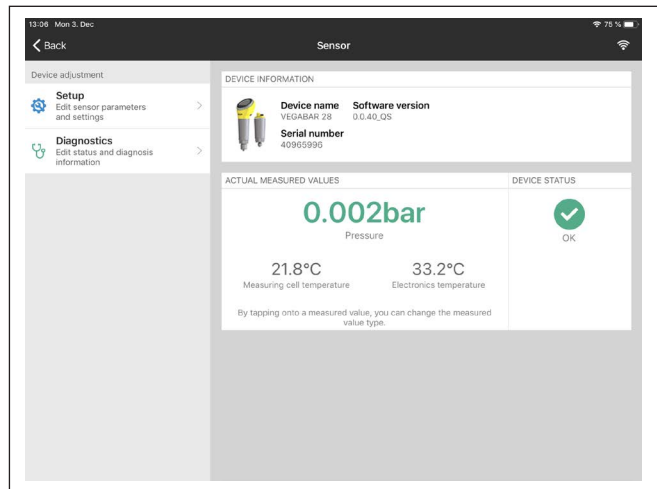 13:06 Mon 3. Dec
75 %
Back
Sensor
Device adjustment
Setup
Edit sensor parameters
and settings
Diagnostics
Edit status and diagnosis
information
DEVICE INFORMATION
Device name
VEGABAR 28
Software version
0.0.40_QS
Serial number
40965996
ACTUAL MEASURED VALUES
0.002bar
Pressure
21.8°C
Measuring cell temperature
33.2°C
Electronics temperature
By tapping onto a measured value, you can change the measured
value type.
DEVICE STATUS
OK